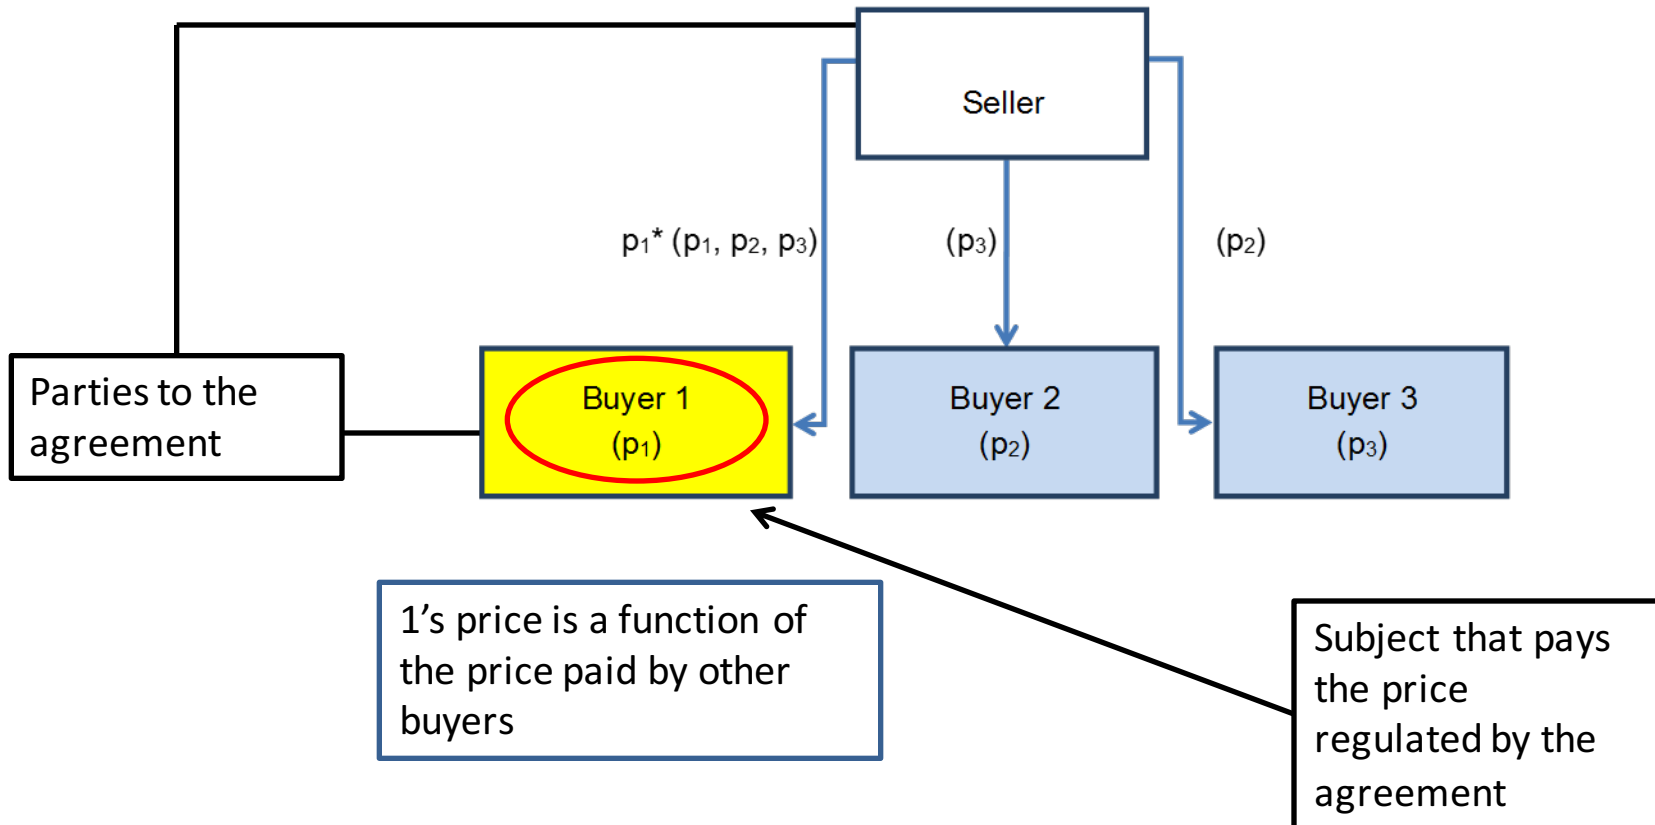 Seller
p₁* (p₁, p₂, p₃)
(p₃)
(p₂)
Parties to the
agreement
Buyer 1
(p₁)
Buyer 2
(p₂)
Buyer 3
(p₃)
1’s price is a function of
the price paid by other
buyers
Subject that pays
the price
regulated by the
agreement